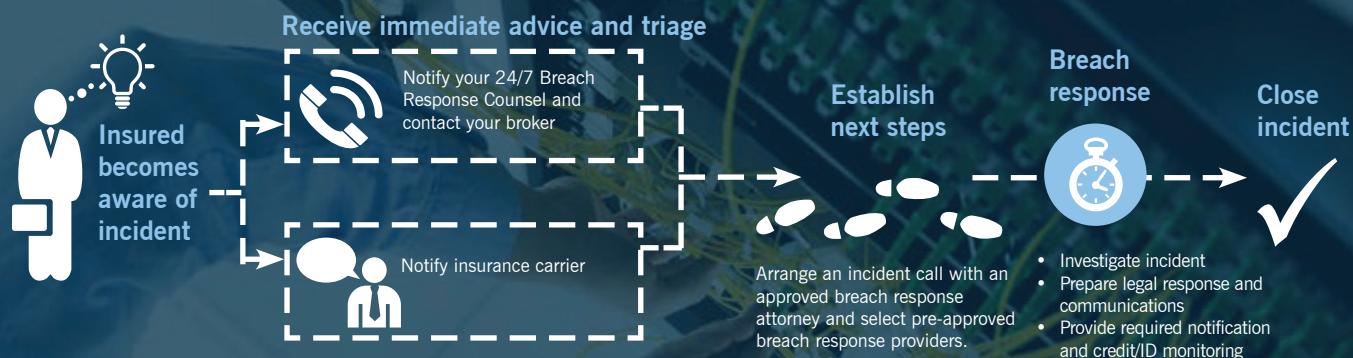 Receive immediate advice and triage
Insured
becomes
aware of
incident
Notify your 24/7 Breach
Response Counsel and
contact your broker
Notify insurance carrier
Establish
next steps
Arrange an incident call with an
approved breach response
attorney and select pre-approved
breach response providers.
Breach
response
• Investigate incident
• Prepare legal response and
communications
• Provide required notification
and credit/ID monitoring
Close
incident